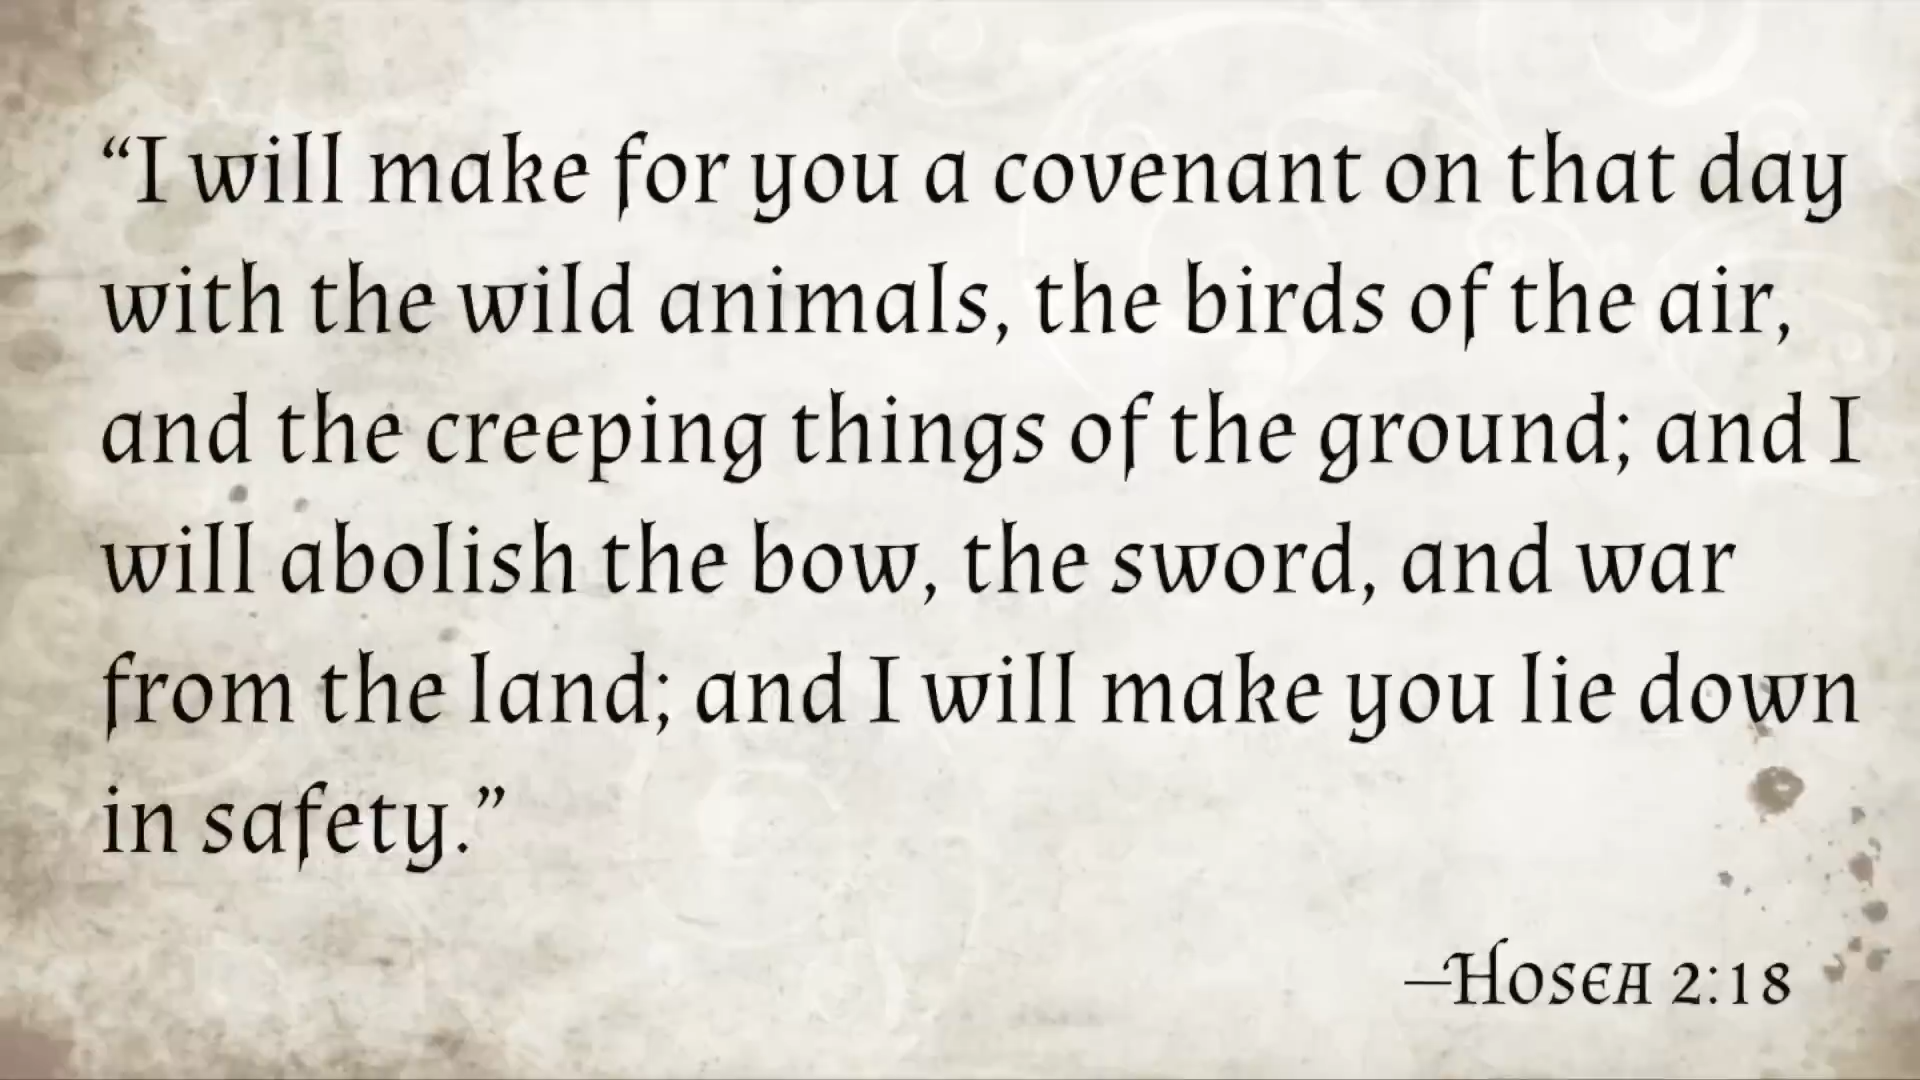 “I will make for you a covenant on that day
with the wild animals, the birds of the air,
and the creeping things of the ground; and I
will abolish the bow, the sword, and war
from the land; and I will make you lie down
in safety.”
—Hosea 2:18